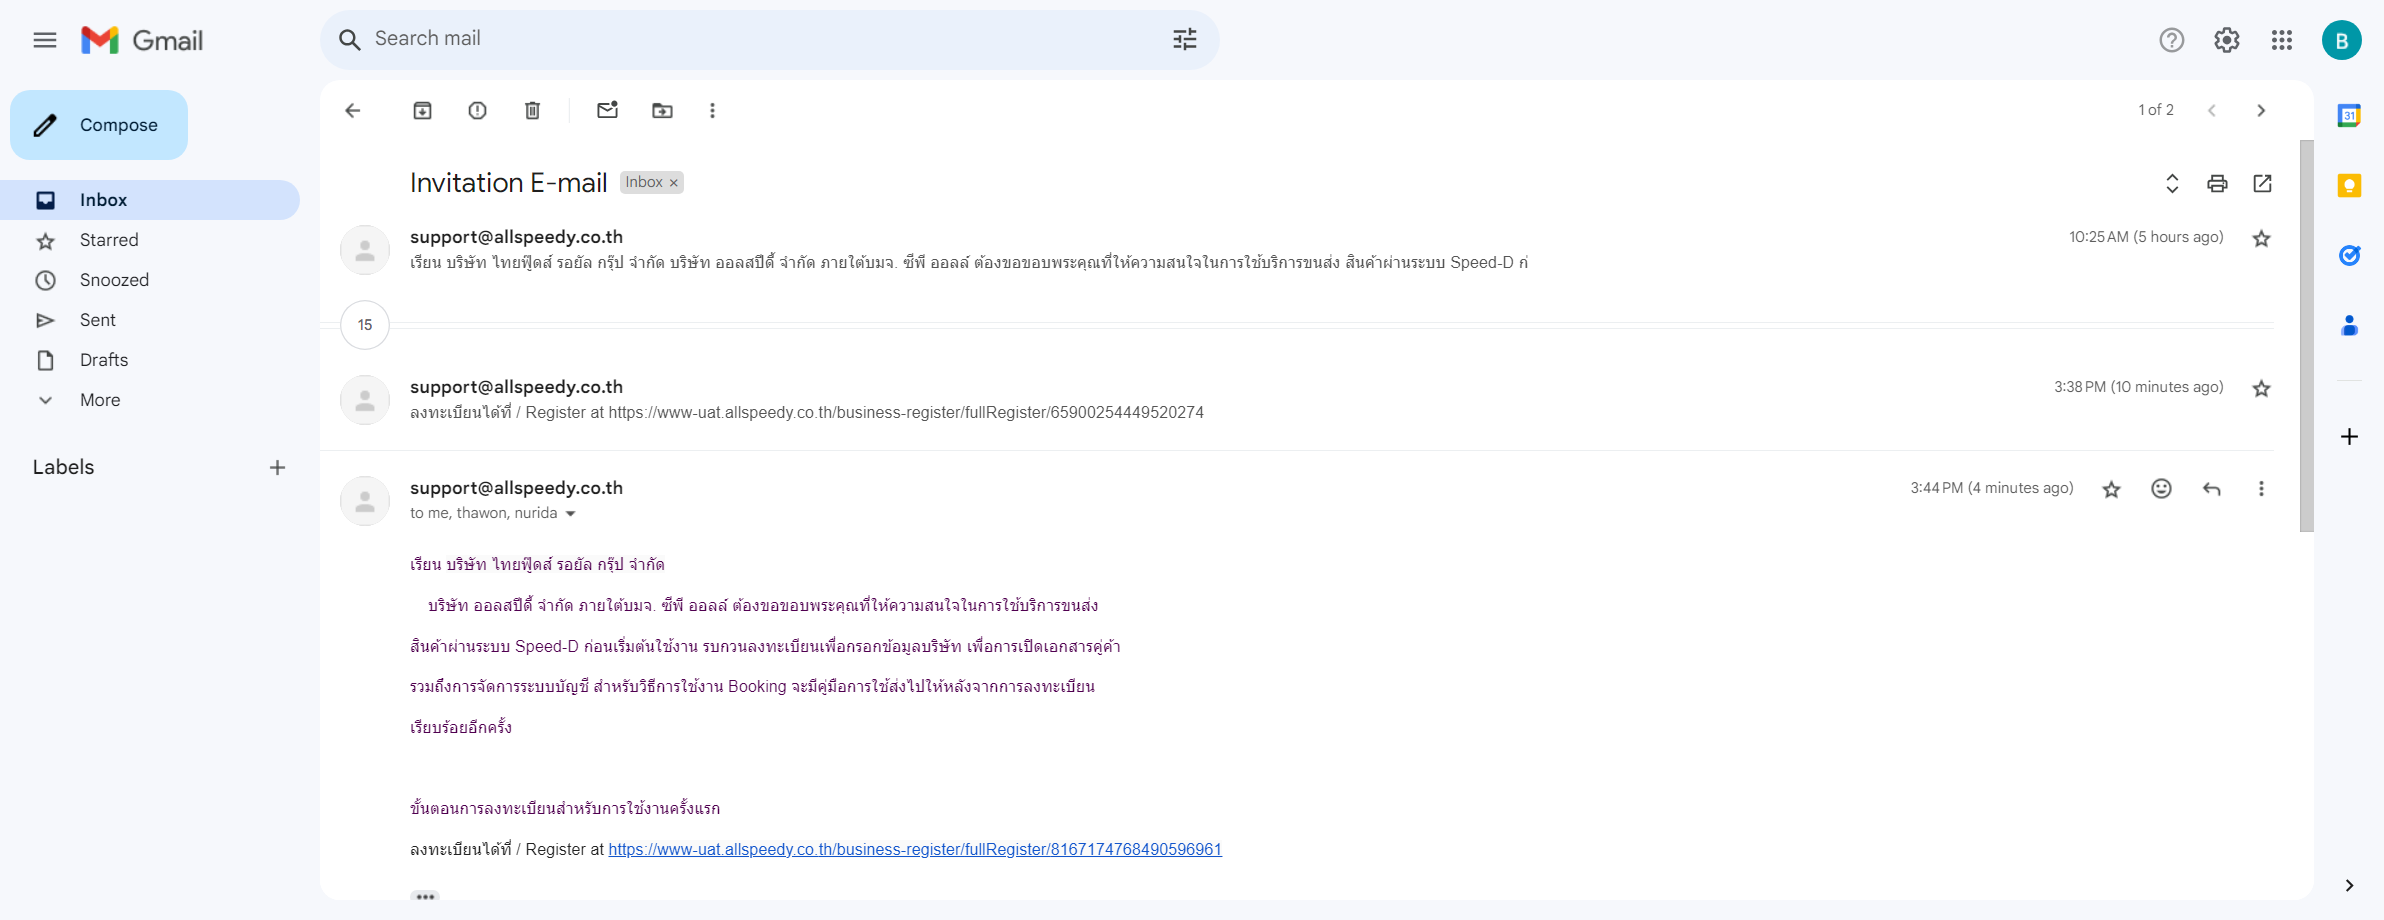 Gmail
Search mail
B
Compose
1 of 2
31
Inbox
Starred
Snoozed
Sent
Drafts
More
Labels
Invitation E-mail
Inbox ×
support@allspeedy.co.th
10:25 AM (5 hours ago)
เรียน บริษัท ไทยฟู๊ดส์ รอยัล กรุ๊ป จำกัด บริษัท ออลสปีดี้ จำกัด ภายใต้บมจ. ซีพี ออลล์ ต้องขอขอบพระคุณที่ให้ความสนใจในการใช้บริการขนส่ง สินค้าผ่านระบบ Speed-D ก่
15
support@allspeedy.co.th
3:38 PM (10 minutes ago)
ลงทะเบียนได้ที่ / Register at https://www-uat.allspeedy.co.th/business-register/fullRegister/65900254449520274
support@allspeedy.co.th
3:44 PM (4 minutes ago)
to me, thawon, nurida
เรียน บริษัท ไทยฟู๊ดส์ รอยัล กรุ๊ป จำกัด
บริษัท ออลสปีดี้ จำกัด ภายใต้บมจ. ซีพี ออลล์ ต้องขอขอบพระคุณที่ให้ความสนใจในการใช้บริการขนส่ง
สินค้าผ่านระบบ Speed-D ก่อนเริ่มต้นใช้งาน รบกวนลงทะเบียนเพื่อกรอกข้อมูลบริษัท เพื่อการเปิดเอกสารคู่ค้า
รวมถึงการจัดการระบบบัญชี สำหรับวิธีการใช้งาน Booking จะมีคู่มือการใช้ส่งไปให้หลังจากการลงทะเบียน
เรียบร้อยอีกครั้ง
ขั้นตอนการลงทะเบียนสำหรับการใช้งานครั้งแรก
ลงทะเบียนได้ที่ / Register at https://www-uat.allspeedy.co.th/business-register/fullRegister/8167174768490596961